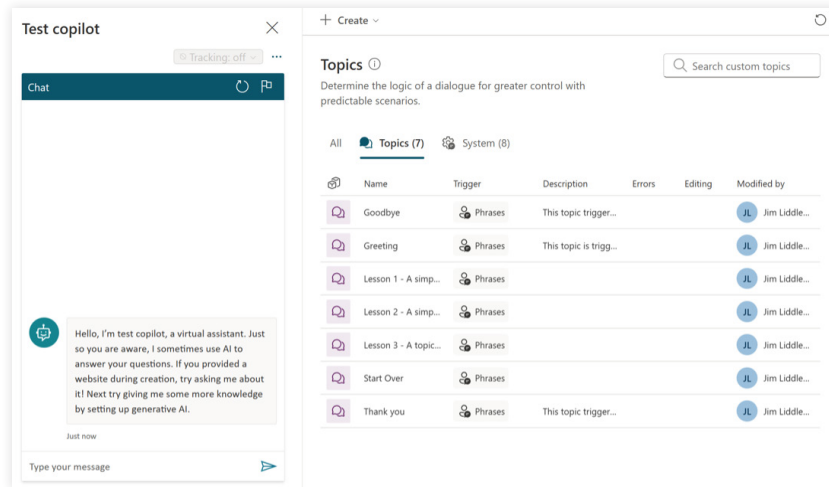 Test copilot
Tracking: off
Chat
Hello, I'm test copilot, a virtual assistant. Just
so you are aware, I sometimes use AI to
answer your questions. If you provided a
website during creation, try asking me about
it! Next try giving me some more knowledge
by setting up generative AI.
Just now
Type your message
Create
Topics
Search custom topics
Determine the logic of a dialogue for greater control with
predictable scenarios.
All Topics (7) System (8)
Name Trigger Description Errors Editing Modified by
Goodbye Phrases This topic trigger... JL Jim Liddle...
Greeting Phrases This topic is trigg... JL Jim Liddle...
Lesson 1 - A simp... Phrases JL Jim Liddle...
Lesson 2 - A simp... Phrases JL Jim Liddle...
Lesson 3 - A topic... Phrases JL Jim Liddle...
Start Over Phrases JL Jim Liddle...
Thank you Phrases This topic trigger... JL Jim Liddle...